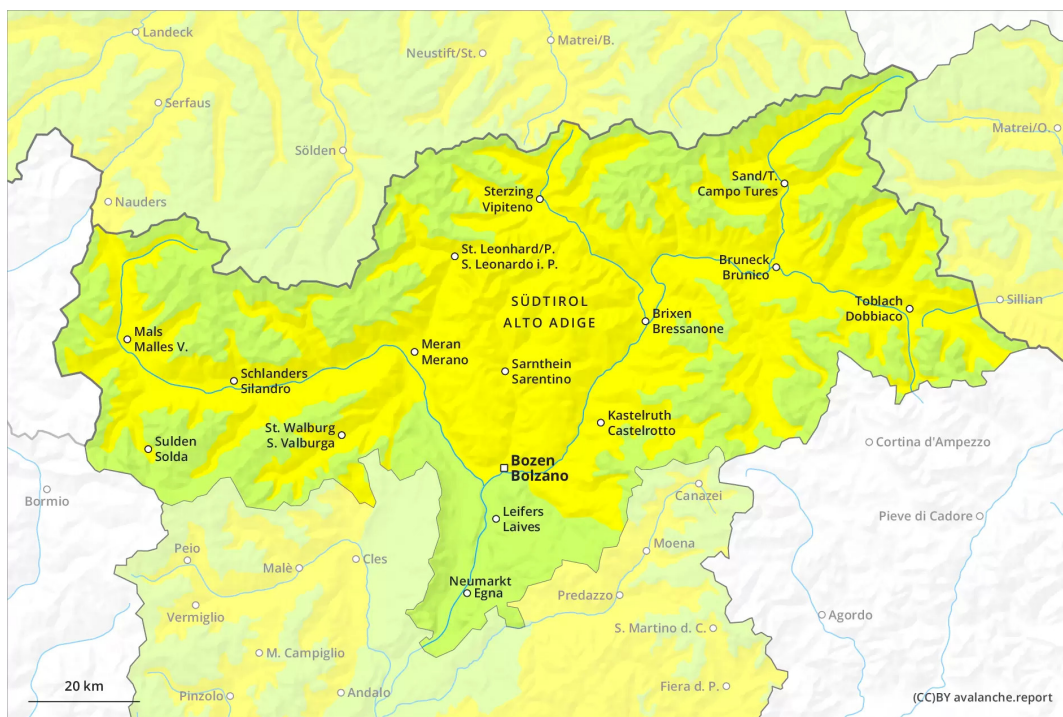 Landeck
Matrei/B.
Neustift/St.
Serfaus
Matrei/O.
Sölden
Sand/T.
Campo Tures
Sterzing
Vipiteno
Nauders
St. Leonhard/P.
S. Leonardo i. P.
Bruneck
Brunico
SÜDTIROL
ALTO ADIGE
Toblach
Dobbiaco
Sillian
Brixen
Bressanone
Mals
Malles V.
Meran
Merano
Sarnthein
Sarentino
Schlanders
Silandro
Kastelruth
Castelrotto
St. Walburg
S. Valburga
Sulden
Solda
Cortina d'Ampezzo
Bozen
Bolzano
Bormio
Canazei
Leifers
Laives
Pieve di Cadore
Moena
Peio
Cles
Malè
Neumarkt
Egna
Predazzo
Vermiglio
Agordo
S. Martino d. C.
M. Campiglio
20 km
Pinzolo
Andalo
Fiera d. P.
(CC)BY avalanche.report